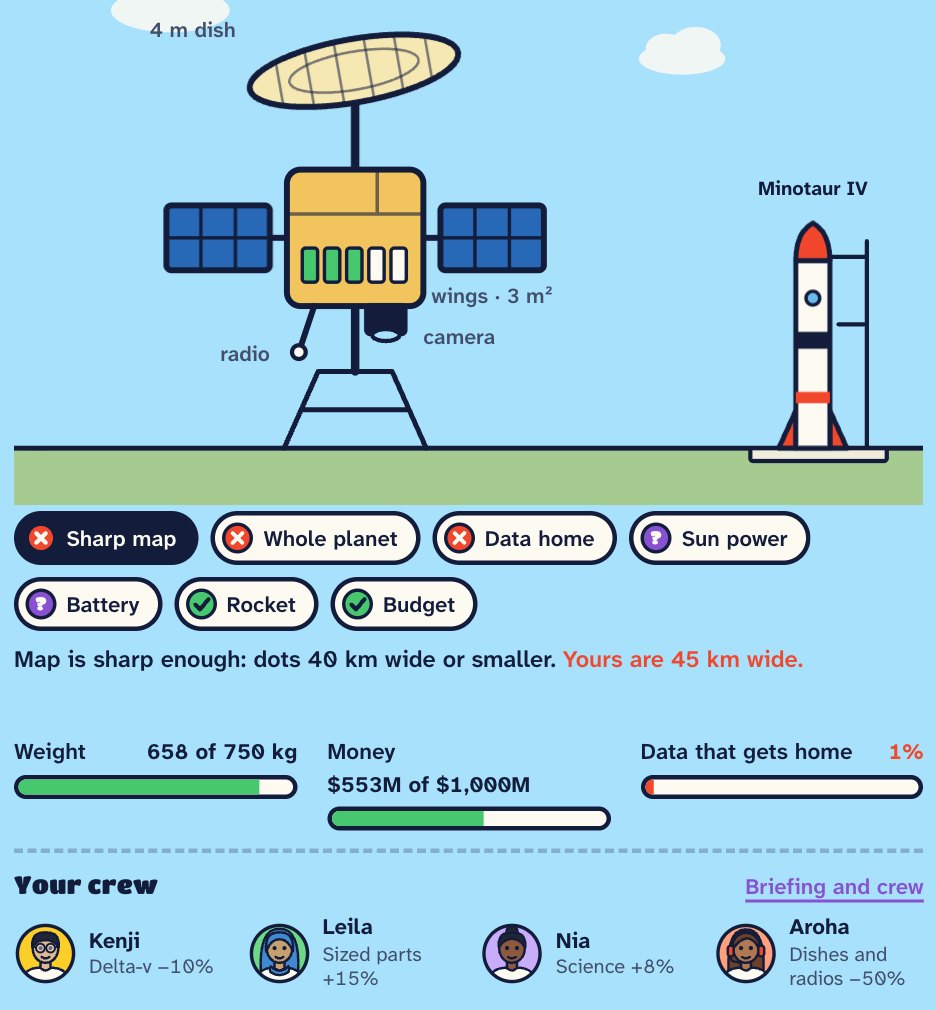 4 m dish
Minotaur IV
wings · 3 m²
camera
radio
Sharp map
Whole planet
Data home
? Sun power
? Battery
Rocket
Budget
Map is sharp enough: dots 40 km wide or smaller. Yours are 45 km wide.
Weight 658 of 750 kg
Money
$553M of $1,000M
Data that gets home 1%
Your crew
Briefing and crew
Kenji
Delta-v −10%
Leila
Sized parts
+15%
Nia
Science +8%
Aroha
Dishes and
radios −50%